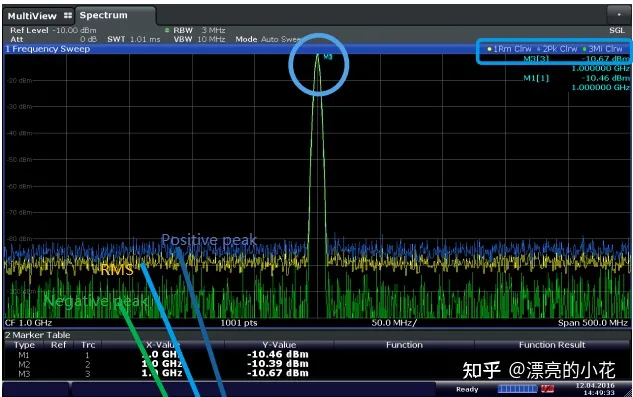 MultiView Spectrum
Ref Level -10.00 dBm RBW 3 MHz SGL
Att 0 dB SWT 1.01 ms VBW 10 MHz Mode Auto Sweep
1 Frequency Sweep 1Rm Clrw 2Pk Clrw 3Mi Clrw
M3 M3[3] -10.67 dBm
1.000000 GHz
M1[1] -10.46 dBm
1.000000 GHz
-20 dBm
-30 dBm
-40 dBm
-50 dBm
-60 dBm
-70 dBm
-80 dBm
Positive peak
-90 dBm
RMS
Negative peak
CF 1.0 GHz 1001 pts 50.0 MHz/ Span 500.0 MHz
2 Marker Table
Type Ref Trc X-Value Y-Value Function Function Result
M1 1 1.0 GHz -10.46 dBm
M2 2 1.0 GHz -10.39 dBm
M3 3 1.0 GHz -10.67 dBm
知乎 @漂亮的小花
Ready 12.04.2016
14:49:33